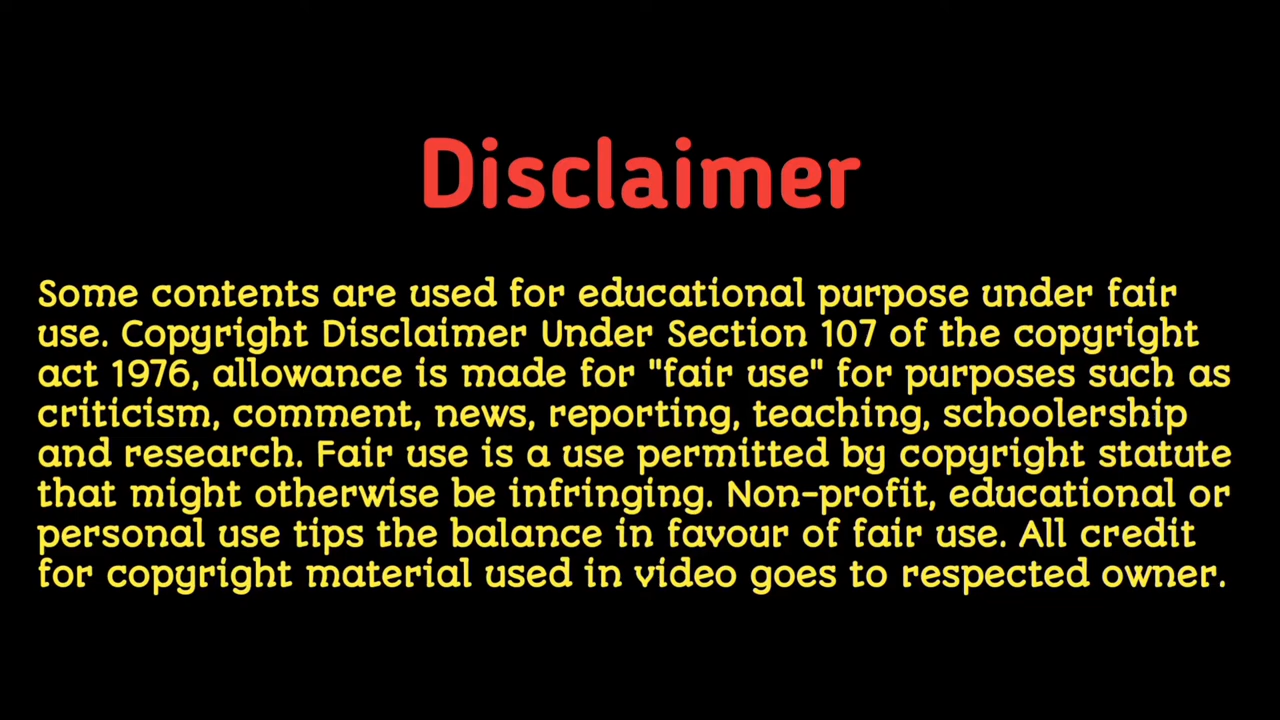 Disclaimer
Some contents are used for educational purpose under fair
use. Copyright Disclaimer Under Section 107 of the copyright
act 1976, allowance is made for "fair use" for purposes such as
criticism, comment, news, reporting, teaching, schoolership
and research. Fair use is a use permitted by copyright statute
that might otherwise be infringing. Non-profit, educational or
personal use tips the balance in favour of fair use. All credit
for copyright material used in video goes to respected owner.